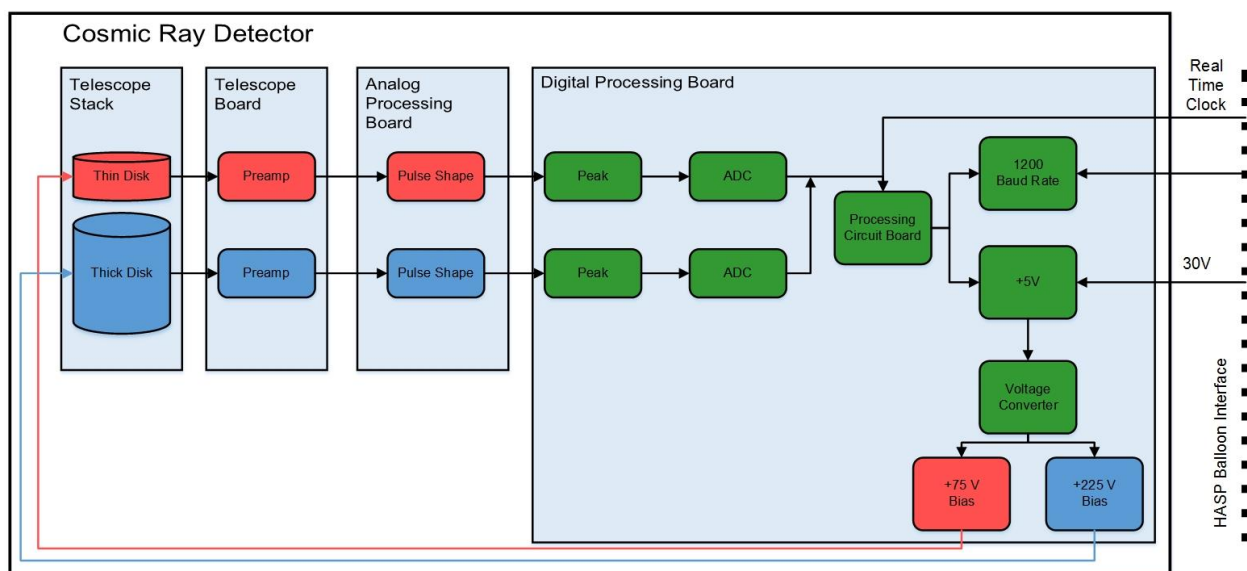 Cosmic Ray Detector
Telescope
Stack
Telescope
Board
Analog
Processing
Board
Digital Processing Board
Real
Time
Clock
Thin Disk
Preamp
Pulse Shape
Peak
ADC
1200
Baud Rate
Processing
Circuit Board
Thick Disk
Preamp
Pulse Shape
Peak
ADC
+5V
30V
Voltage
Converter
+75 V
Bias
+225 V
Bias
HASP Balloon Interface